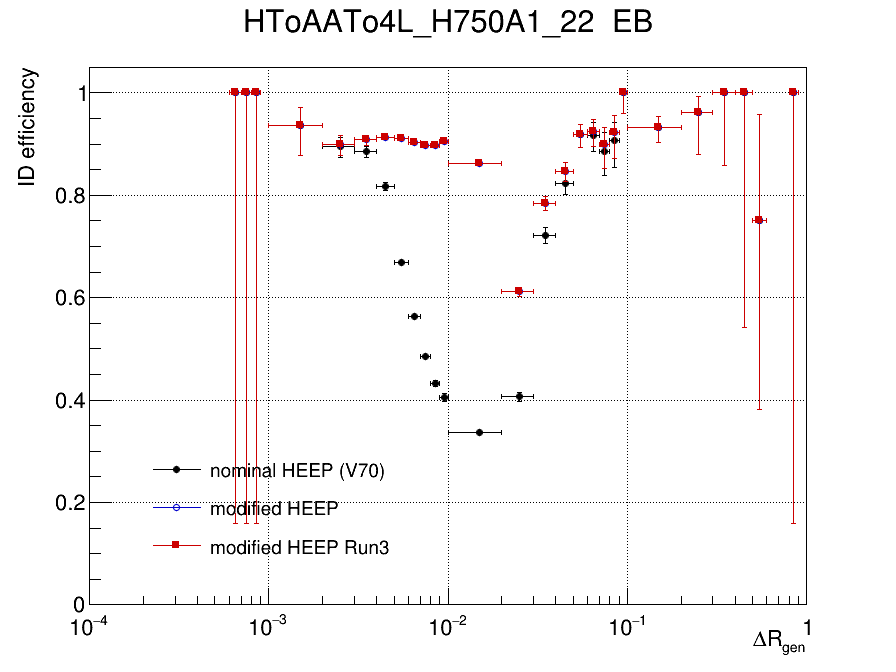 HToAATo4L_H750A1_22 EB
ID efficiency
1
0.8
0.6
0.4
0.2
0
nominal HEEP (V70)
modified HEEP
modified HEEP Run3
10⁻⁴
10⁻³
10⁻²
10⁻¹
1
ΔR_gen